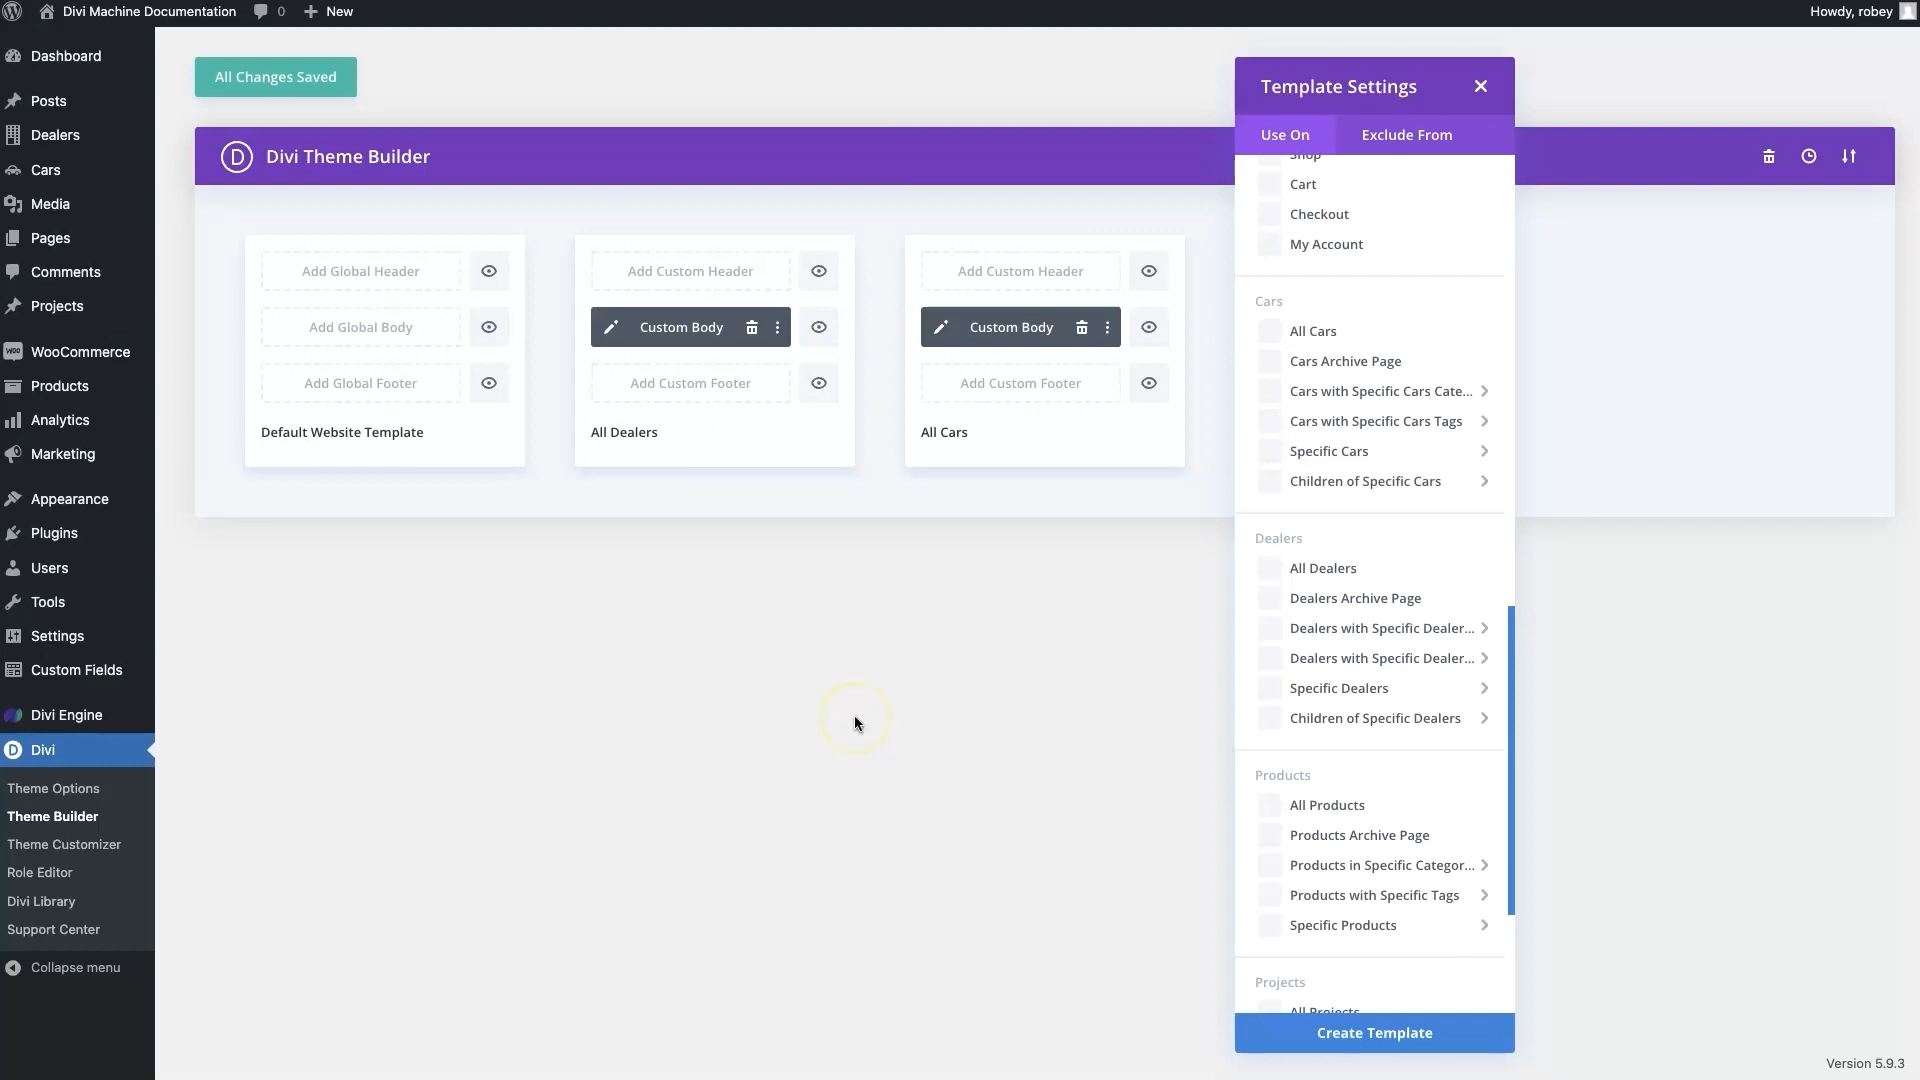 Divi Machine Documentation
0
New
Howdy, robey
Dashboard
Posts
Dealers
Cars
Media
Pages
Comments
Projects
WOO
WooCommerce
Products
Analytics
Marketing
Appearance
Plugins
Users
Tools
Settings
Custom Fields
Divi Engine
D
Divi
Theme Options
Theme Builder
Theme Customizer
Role Editor
Divi Library
Support Center
Collapse menu
All Changes Saved
D
Divi Theme Builder
Add Global Header
Add Global Body
Add Global Footer
Default Website Template
Add Custom Header
Custom Body
Add Custom Footer
All Dealers
Add Custom Header
Custom Body
Add Custom Footer
All Cars
Template Settings
Use On
Exclude From
Shop
Cart
Checkout
My Account
Cars
All Cars
Cars Archive Page
Cars with Specific Cars Cate...
Cars with Specific Cars Tags
Specific Cars
Children of Specific Cars
Dealers
All Dealers
Dealers Archive Page
Dealers with Specific Dealer...
Dealers with Specific Dealer...
Specific Dealers
Children of Specific Dealers
Products
All Products
Products Archive Page
Products in Specific Categor...
Products with Specific Tags
Specific Products
Projects
All Projects
Create Template
Version 5.9.3